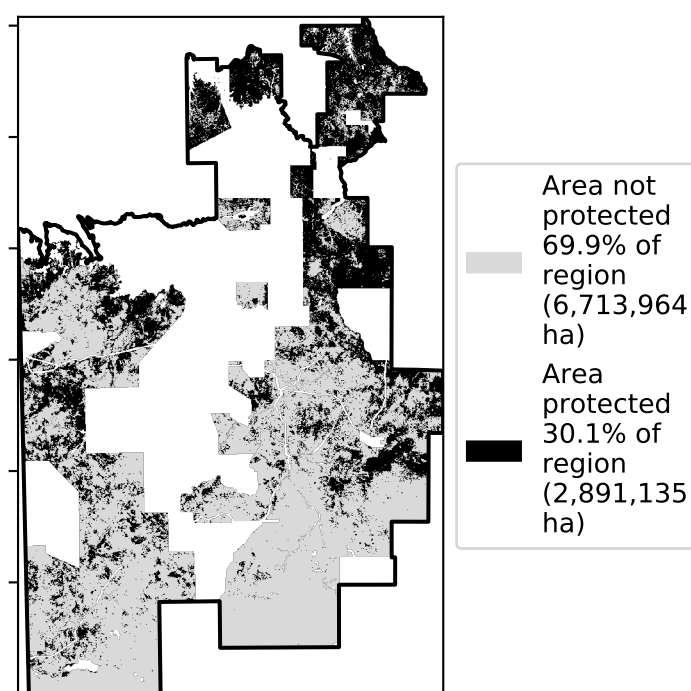 Area not
protected
69.9% of
region
(6,713,964
ha)
Area
protected
30.1% of
region
(2,891,135
ha)